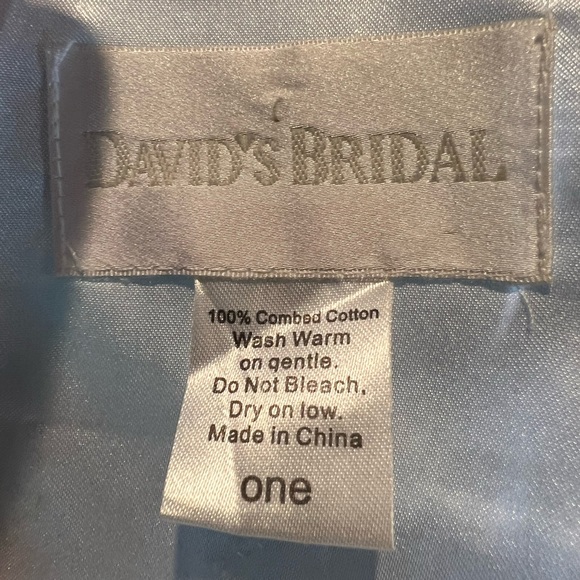 DAVID'S BRIDAL
100% Combed Cotton
Wash Warm
on gentle.
Do Not Bleach,
Dry on low.
Made in China
one